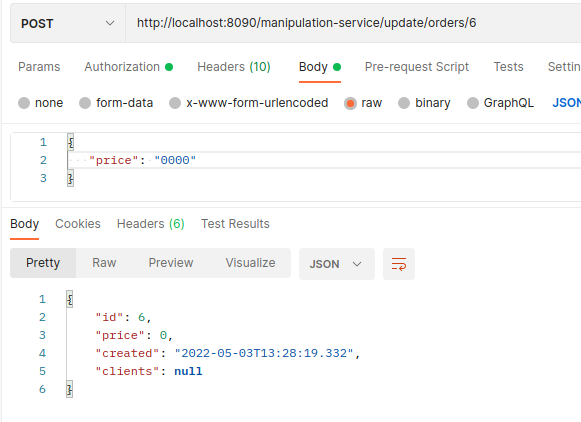 POST http://localhost:8090/manipulation-service/update/orders/6
Params Authorization Headers (10) Body Pre-request Script Tests Settin
none form-data x-www-form-urlencoded raw binary GraphQL JSON
1 {
2 "price": "0000"
3 }
Body Cookies Headers (6) Test Results
Pretty Raw Preview Visualize JSON
1 {
2 "id": 6,
3 "price": 0,
4 "created": "2022-05-03T13:28:19.332",
5 "clients": null
6 }